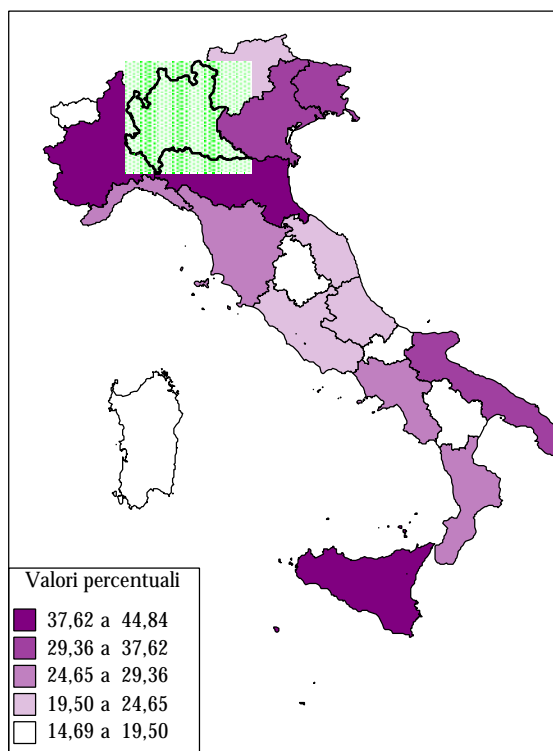 Valori percentuali
37,62 a 44,84
29,36 a 37,62
24,65 a 29,36
19,50 a 24,65
14,69 a 19,50